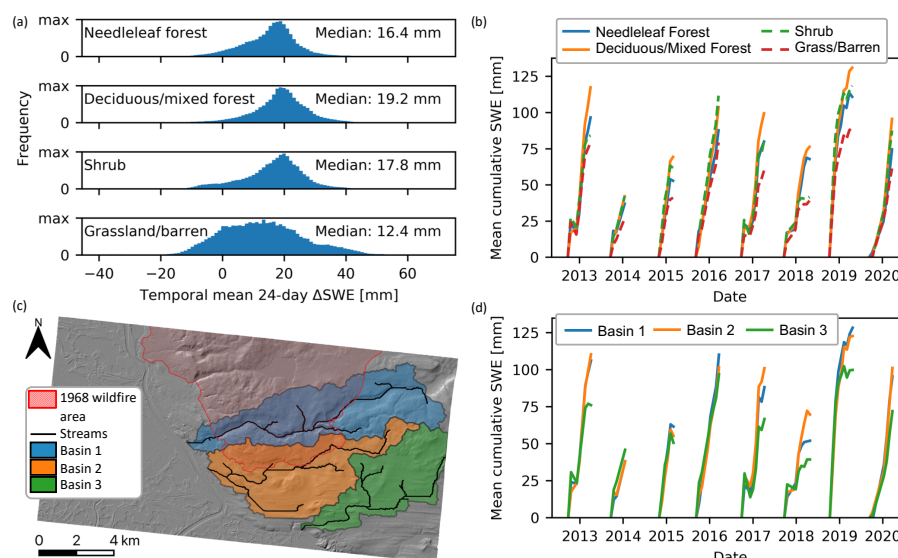 (a)
max
Needleleaf forest
Median: 16.4 mm
0
max
Deciduous/mixed forest
Median: 19.2 mm
0
max
Shrub
Median: 17.8 mm
0
max
Grassland/barren
Median: 12.4 mm
0
Frequency
−40 −20 0 20 40 60
Temporal mean 24-day ΔSWE [mm]
(b)
Needleleaf Forest
Deciduous/Mixed Forest
Shrub
Grass/Barren
125
100
75
50
25
0
Mean cumulative SWE [mm]
2013 2014 2015 2016 2017 2018 2019 2020
Date
(c)
N
1968 wildfire
area
Streams
Basin 1
Basin 2
Basin 3
0 2 4 km
(d)
Basin 1 Basin 2 Basin 3
125
100
75
50
25
0
Mean cumulative SWE [mm]
2013 2014 2015 2016 2017 2018 2019 2020
Date